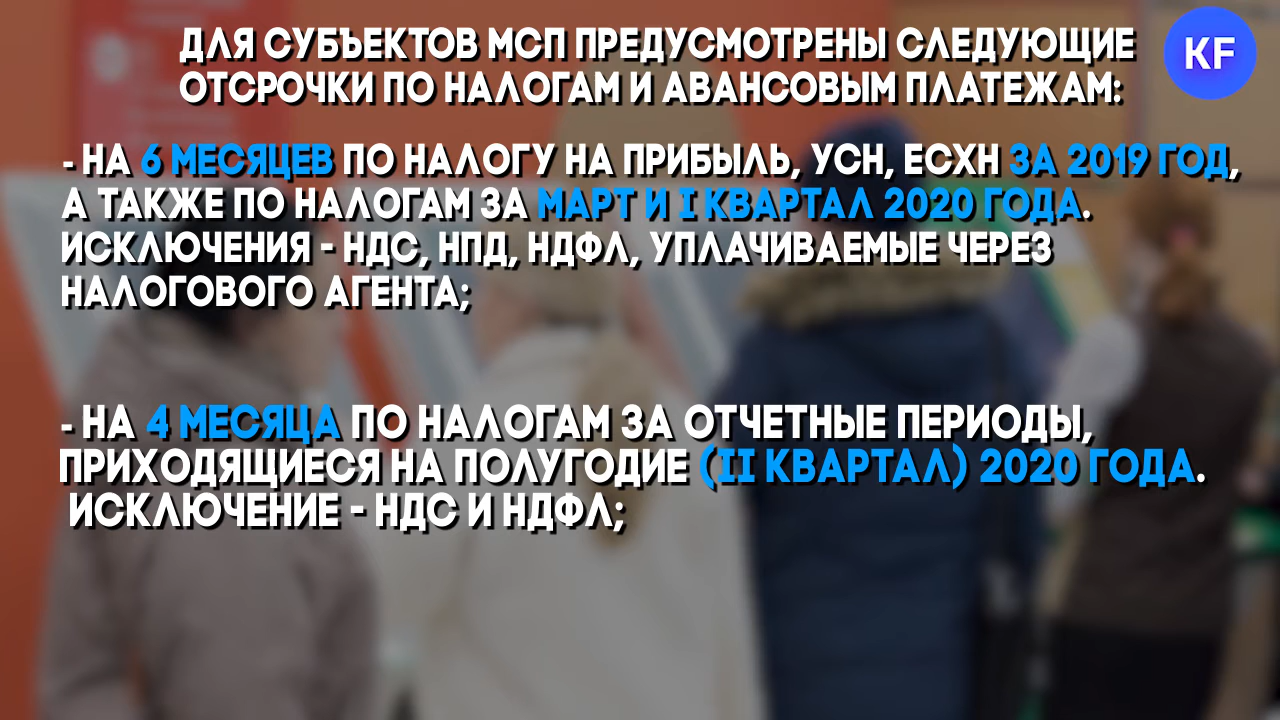 ДЛЯ СУБЪЕКТОВ МСП ПРЕДУСМОТРЕНЫ СЛЕДУЮЩИЕ
KF
ОТСРОЧКИ ПО НАЛОГАМ И АВАНСОВЫМ ПЛАТЕЖАМ:
- НА 6 МЕСЯЦЕВ ПО НАЛОГУ НА ПРИБЫЛЬ, УСН, ЕСХН ЗА 2019 ГОД,
А ТАКЖЕ ПО НАЛОГАМ ЗА МАРТ И I КВАРТАЛ 2020 ГОДА.
ИСКЛЮЧЕНИЯ - НДС, НПД, НДФЛ, УПЛАЧИВАЕМЫЕ ЧЕРЕЗ
НАЛОГОВОГО АГЕНТА;
- НА 4 МЕСЯЦА ПО НАЛОГАМ ЗА ОТЧЕТНЫЕ ПЕРИОДЫ,
ПРИХОДЯЩИЕСЯ НА ПОЛУГОДИЕ (II КВАРТАЛ) 2020 ГОДА.
ИСКЛЮЧЕНИЕ - НДС И НДФЛ;